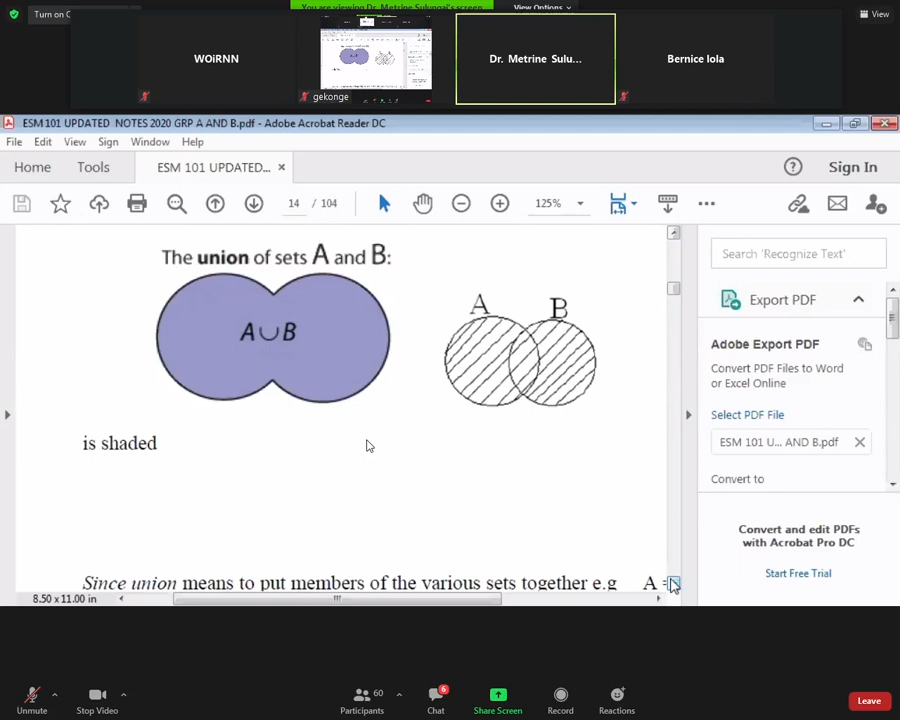 You are viewing Dr. Metrine Sulungai's screen
View Options
Turn on C
View
WOiRNN
gekonge
Dr. Metrine Sulu...
Bernice lola
ESM 101 UPDATED NOTES 2020 GRP A AND B.pdf - Adobe Acrobat Reader DC
File Edit View Sign Window Help
Home Tools ESM 101 UPDATED... × Sign In
14 / 104 125%
The union of sets A and B:
A∪B
A B
is shaded
Since union means to put members of the various sets together e.g A =
8.50 x 11.00 in
Search 'Recognize Text'
Export PDF
Adobe Export PDF
Convert PDF Files to Word
or Excel Online
Select PDF File
ESM 101 U... AND B.pdf
Convert to
Convert and edit PDFs
with Acrobat Pro DC
Start Free Trial
Unmute Stop Video Participants 60 Chat 6 Share Screen Record Reactions Leave